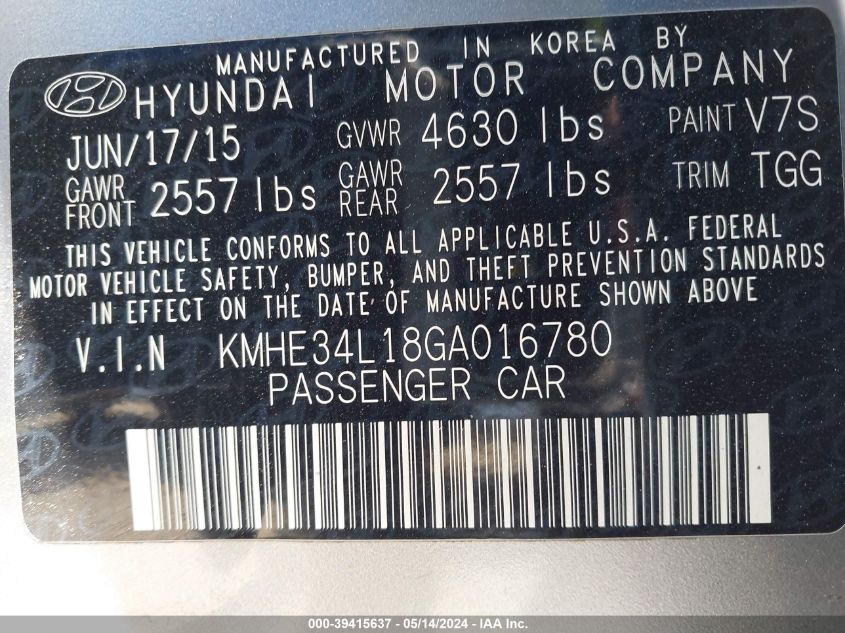 MANUFACTURED IN KOREA BY
HYUNDAI MOTOR COMPANY
JUN/17/15 GVWR 4630 lbs PAINT V7S
GAWR FRONT 2557 lbs GAWR REAR 2557 lbs TRIM TGG
THIS VEHICLE CONFORMS TO ALL APPLICABLE U.S.A. FEDERAL
MOTOR VEHICLE SAFETY, BUMPER, AND THEFT PREVENTION STANDARDS
IN EFFECT ON THE DATE OF MANUFACTURE SHOWN ABOVE
V.I.N KMHE34L18GA016780
PASSENGER CAR
000-39415637 - 05/14/2024 - IAA Inc.